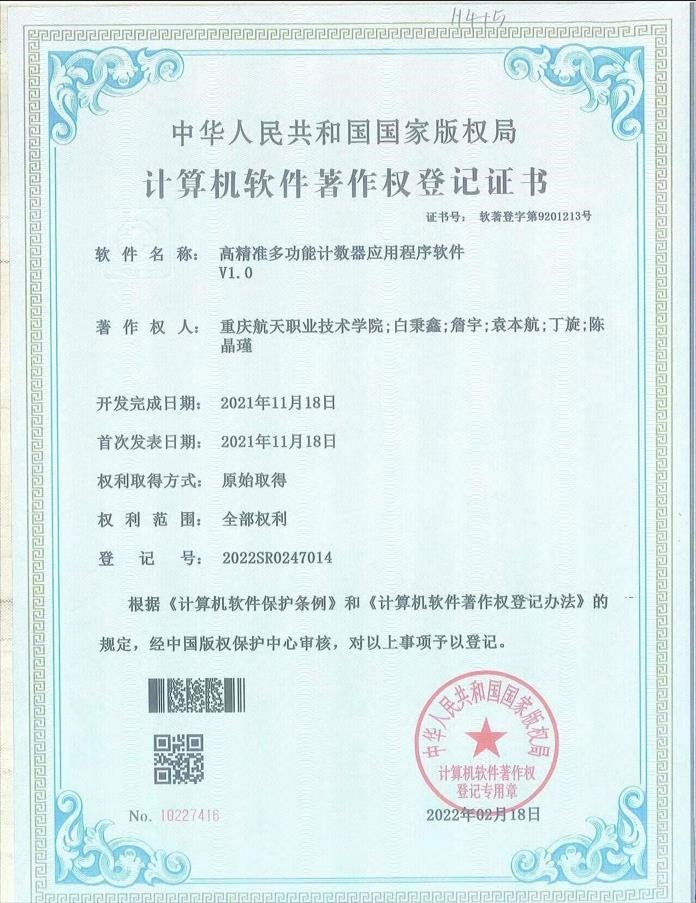 11415
中华人民共和国国家版权局
计算机软件著作权登记证书
证书号： 软著登字第9201213号
软件名称： 高精准多功能计数器应用程序软件
V1.0
著作权人： 重庆航天职业技术学院;白秉鑫;詹宇;袁本航;丁旋;陈
晶瑾
开发完成日期： 2021年11月18日
首次发表日期： 2021年11月18日
权利取得方式： 原始取得
权利范围： 全部权利
登记号： 2022SR0247014
根据《计算机软件保护条例》和《计算机软件著作权登记办法》的
规定，经中国版权保护中心审核，对以上事项予以登记。
中华人民共和国国家版权局
计算机软件著作权
登记专用章
No. 10227416
2022年02月18日